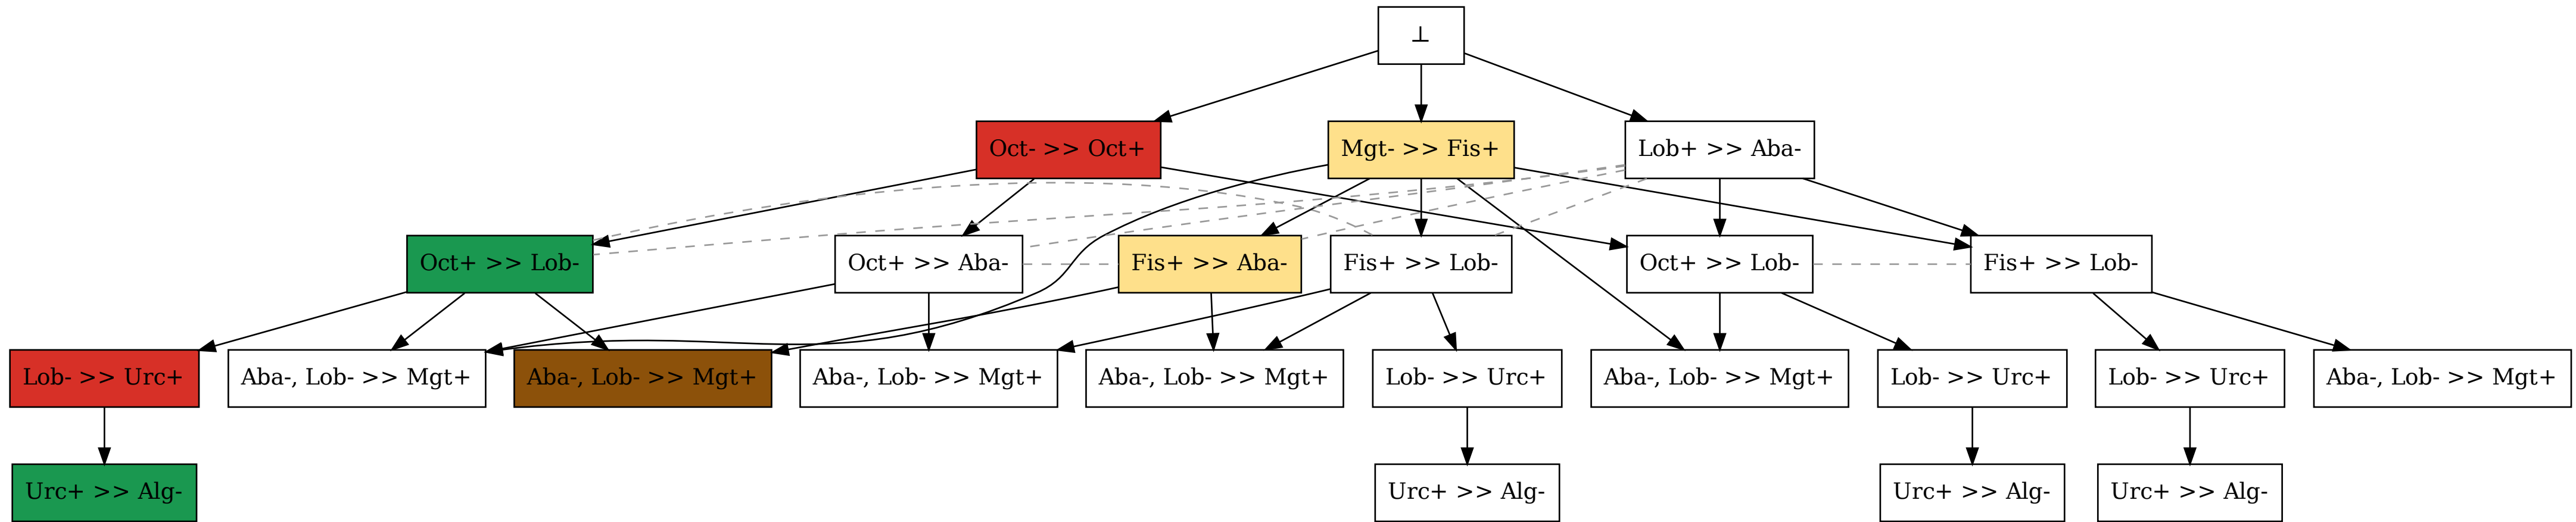 ⊥
Oct- >> Oct+
Mgt- >> Fis+
Lob+ >> Aba-
Oct+ >> Lob-
Oct+ >> Aba-
Fis+ >> Aba-
Fis+ >> Lob-
Oct+ >> Lob-
Fis+ >> Lob-
Lob- >> Urc+
Aba-, Lob- >> Mgt+
Aba-, Lob- >> Mgt+
Aba-, Lob- >> Mgt+
Aba-, Lob- >> Mgt+
Lob- >> Urc+
Aba-, Lob- >> Mgt+
Lob- >> Urc+
Lob- >> Urc+
Aba-, Lob- >> Mgt+
Urc+ >> Alg-
Urc+ >> Alg-
Urc+ >> Alg-
Urc+ >> Alg-